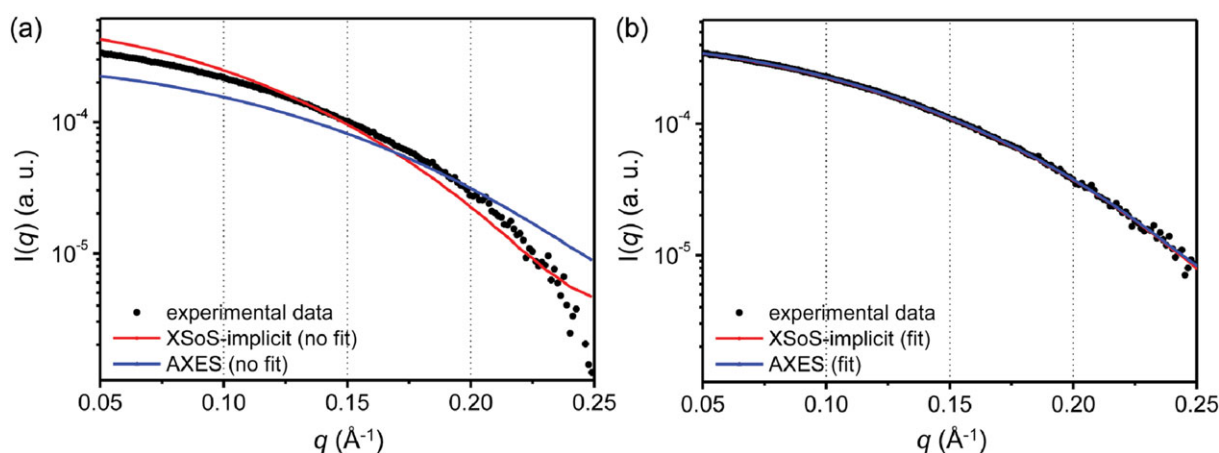 (a)
I(q) (a. u.)
10⁻⁴
10⁻⁵
experimental data
XSoS-implicit (no fit)
AXES (no fit)
0.05 0.10 0.15 0.20 0.25
q (Å⁻¹)
(b)
I(q) (a. u.)
10⁻⁴
10⁻⁵
experimental data
XSoS-implicit (fit)
AXES (fit)
0.05 0.10 0.15 0.20 0.25
q (Å⁻¹)